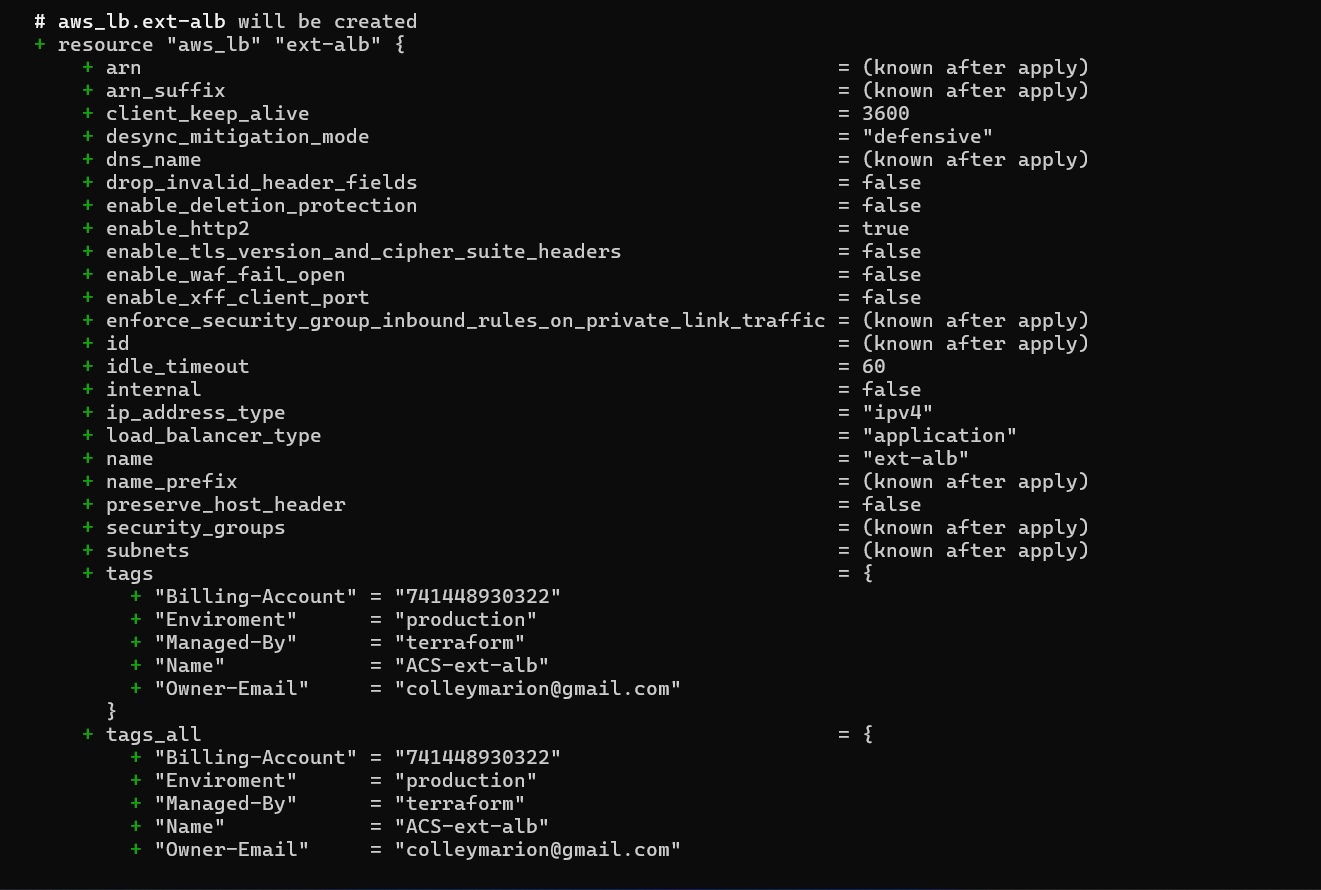 # aws_lb.ext-alb will be created
+ resource "aws_lb" "ext-alb" {
+ arn = (known after apply)
+ arn_suffix = (known after apply)
+ client_keep_alive = 3600
+ desync_mitigation_mode = "defensive"
+ dns_name = (known after apply)
+ drop_invalid_header_fields = false
+ enable_deletion_protection = false
+ enable_http2 = true
+ enable_tls_version_and_cipher_suite_headers = false
+ enable_waf_fail_open = false
+ enable_xff_client_port = false
+ enforce_security_group_inbound_rules_on_private_link_traffic = (known after apply)
+ id = (known after apply)
+ idle_timeout = 60
+ internal = false
+ ip_address_type = "ipv4"
+ load_balancer_type = "application"
+ name = "ext-alb"
+ name_prefix = (known after apply)
+ preserve_host_header = false
+ security_groups = (known after apply)
+ subnets = (known after apply)
+ tags = {
+ "Billing-Account" = "741448930322"
+ "Enviroment" = "production"
+ "Managed-By" = "terraform"
+ "Name" = "ACS-ext-alb"
+ "Owner-Email" = "colleymarion@gmail.com"
}
+ tags_all = {
+ "Billing-Account" = "741448930322"
+ "Enviroment" = "production"
+ "Managed-By" = "terraform"
+ "Name" = "ACS-ext-alb"
+ "Owner-Email" = "colleymarion@gmail.com"